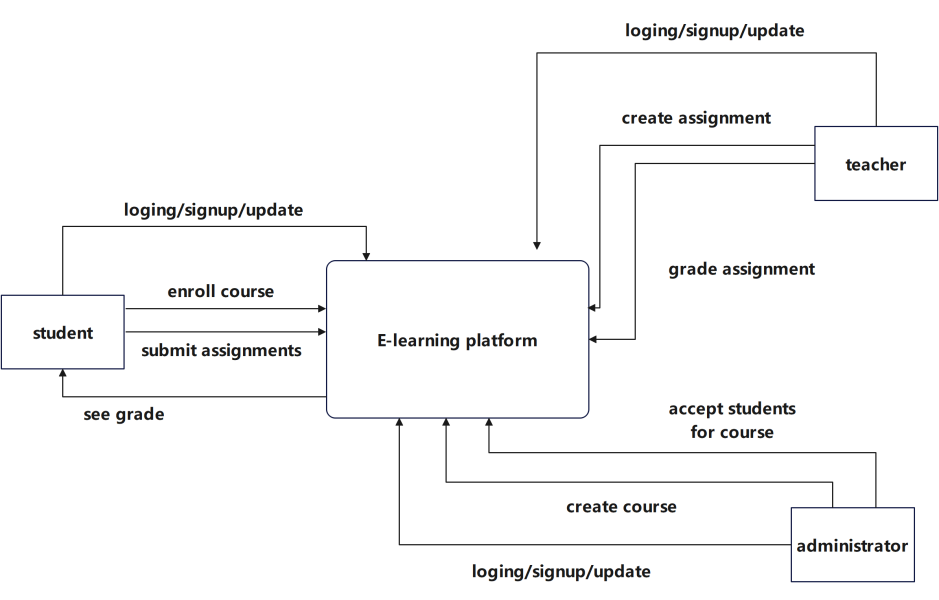 loging/signup/update
create assignment
teacher
loging/signup/update
grade assignment
enroll course
student
E-learning platform
submit assignments
see grade
accept students
for course
create course
administrator
loging/signup/update